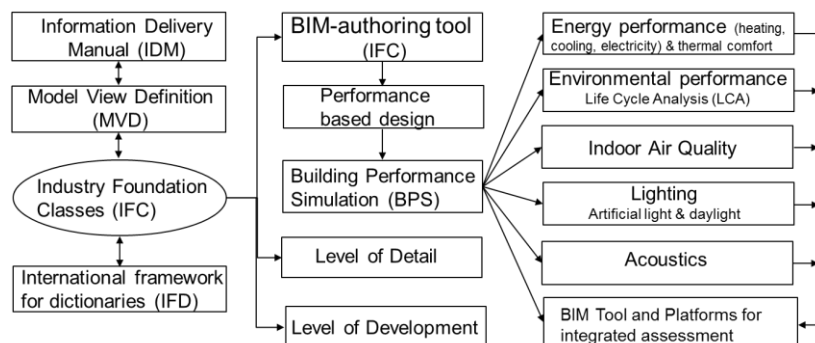 Information Delivery
Manual (IDM)
Model View Definition
(MVD)
Industry Foundation
Classes (IFC)
International framework
for dictionaries (IFD)
BIM-authoring tool
(IFC)
Performance
based design
Building Performance
Simulation (BPS)
Level of Detail
Level of Development
Energy performance (heating,
cooling, electricity) & thermal comfort
Environmental performance
Life Cycle Analysis (LCA)
Indoor Air Quality
Lighting
Artificial light & daylight
Acoustics
BIM Tool and Platforms for
integrated assessment